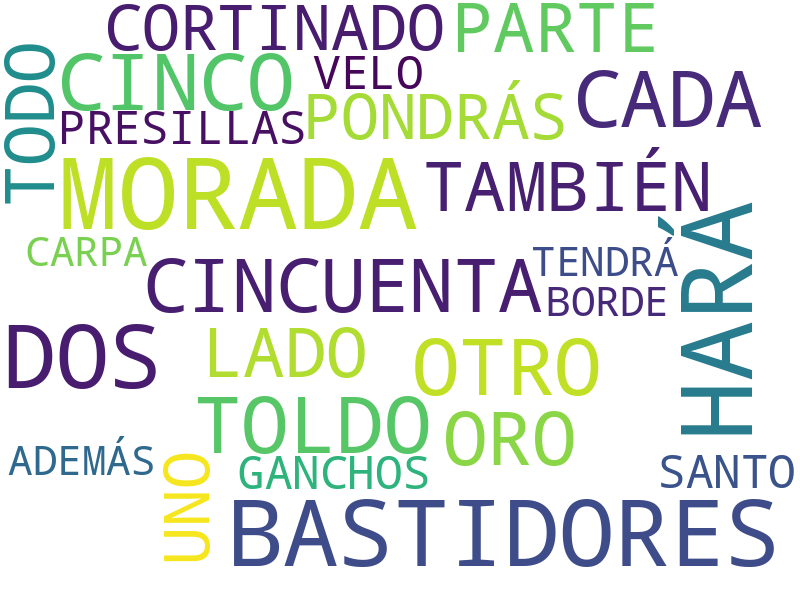 CORTINADO PARTE
TODO CINCO VELO
PRESILLAS PONDRÁS CADA
MORADA TAMBIÉN
CARPA CINCUENTA TENDRÁ
BORDE HARÁ
DOS LADO OTRO
TOLDO ORO
ADEMÁS UNO GANCHOS SANTO
BASTIDORES